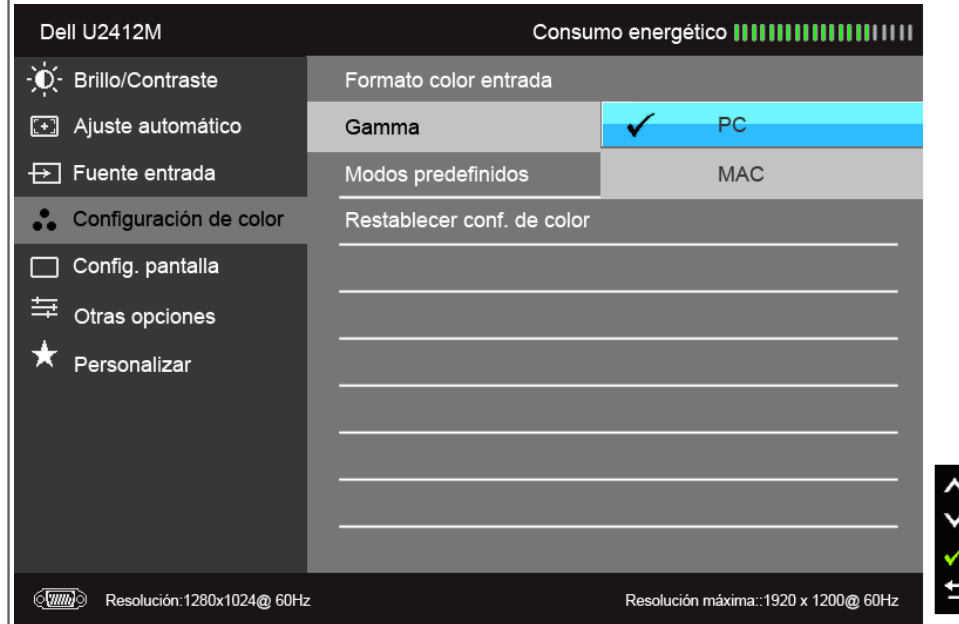 Dell U2412M
Consumo energético
Brillo/Contraste
Ajuste automático
Fuente entrada
Configuración de color
Config. pantalla
Otras opciones
Personalizar
Formato color entrada
Gamma
PC
Modos predefinidos
MAC
Restablecer conf. de color
Resolución:1280x1024@ 60Hz
Resolución máxima::1920 x 1200@ 60Hz